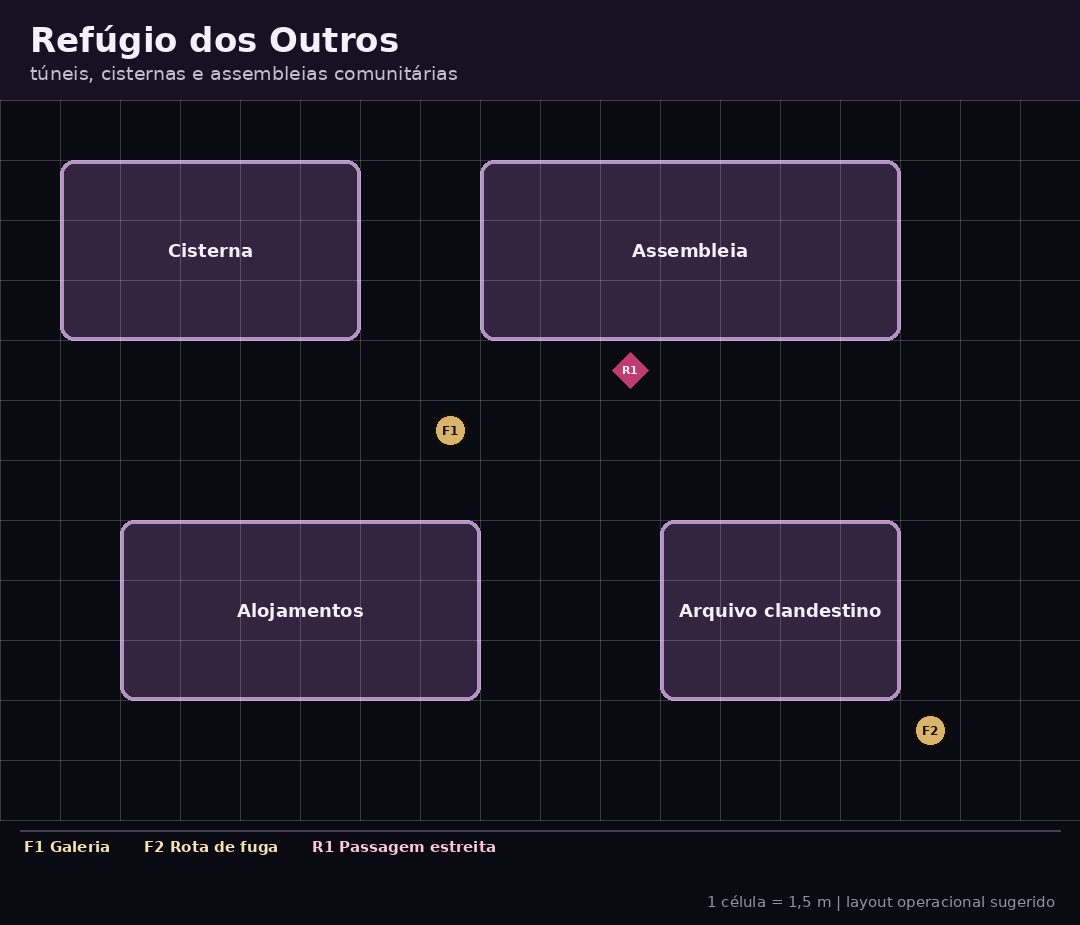 Refúgio dos Outros
túneis, cisternas e assembleias comunitárias
Cisterna
Assembleia
R1
F1
Alojamentos
Arquivo clandestino
F2
F1 Galeria F2 Rota de fuga R1 Passagem estreita
1 célula = 1,5 m | layout operacional sugerido